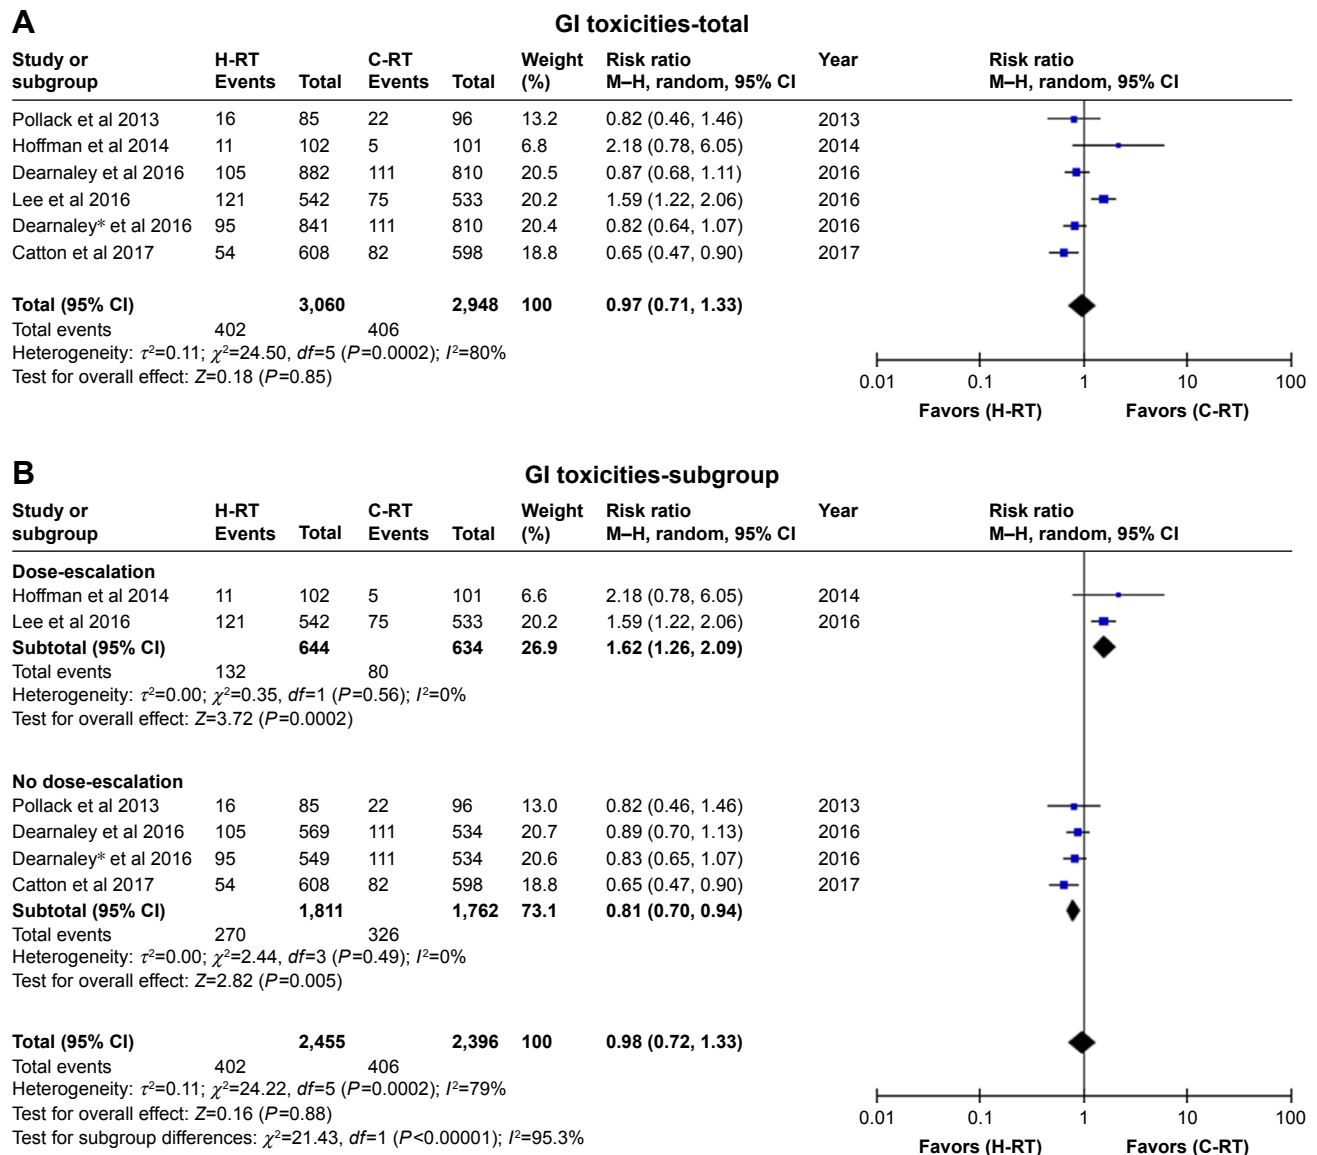 A
GI toxicities-total
Study or subgroup H-RT Events Total C-RT Events Total Weight (%) Risk ratio M–H, random, 95% CI Year Risk ratio M–H, random, 95% CI
Pollack et al 2013 16 85 22 96 13.2 0.82 (0.46, 1.46) 2013
Hoffman et al 2014 11 102 5 101 6.8 2.18 (0.78, 6.05) 2014
Dearnaley et al 2016 105 882 111 810 20.5 0.87 (0.68, 1.11) 2016
Lee et al 2016 121 542 75 533 20.2 1.59 (1.22, 2.06) 2016
Dearnaley* et al 2016 95 841 111 810 20.4 0.82 (0.64, 1.07) 2016
Catton et al 2017 54 608 82 598 18.8 0.65 (0.47, 0.90) 2017
Total (95% CI) 3,060 2,948 100 0.97 (0.71, 1.33)
Total events 402 406
Heterogeneity: τ²=0.11; χ²=24.50, df=5 (P=0.0002); I²=80%
Test for overall effect: Z=0.18 (P=0.85)
0.01 0.1 1 10 100
Favors (H-RT) Favors (C-RT)
B
GI toxicities-subgroup
Study or subgroup H-RT Events Total C-RT Events Total Weight (%) Risk ratio M–H, random, 95% CI Year Risk ratio M–H, random, 95% CI
Dose-escalation
Hoffman et al 2014 11 102 5 101 6.6 2.18 (0.78, 6.05) 2014
Lee et al 2016 121 542 75 533 20.2 1.59 (1.22, 2.06) 2016
Subtotal (95% CI) 644 634 26.9 1.62 (1.26, 2.09)
Total events 132 80
Heterogeneity: τ²=0.00; χ²=0.35, df=1 (P=0.56); I²=0%
Test for overall effect: Z=3.72 (P=0.0002)
No dose-escalation
Pollack et al 2013 16 85 22 96 13.0 0.82 (0.46, 1.46) 2013
Dearnaley et al 2016 105 569 111 534 20.7 0.89 (0.70, 1.13) 2016
Dearnaley* et al 2016 95 549 111 534 20.6 0.83 (0.65, 1.07) 2016
Catton et al 2017 54 608 82 598 18.8 0.65 (0.47, 0.90) 2017
Subtotal (95% CI) 1,811 1,762 73.1 0.81 (0.70, 0.94)
Total events 270 326
Heterogeneity: τ²=0.00; χ²=2.44, df=3 (P=0.49); I²=0%
Test for overall effect: Z=2.82 (P=0.005)
Total (95% CI) 2,455 2,396 100 0.98 (0.72, 1.33)
Total events 402 406
Heterogeneity: τ²=0.11; χ²=24.22, df=5 (P=0.0002); I²=79%
Test for overall effect: Z=0.16 (P=0.88)
Test for subgroup differences: χ²=21.43, df=1 (P<0.00001); I²=95.3%
0.01 0.1 1 10 100
Favors (H-RT) Favors (C-RT)